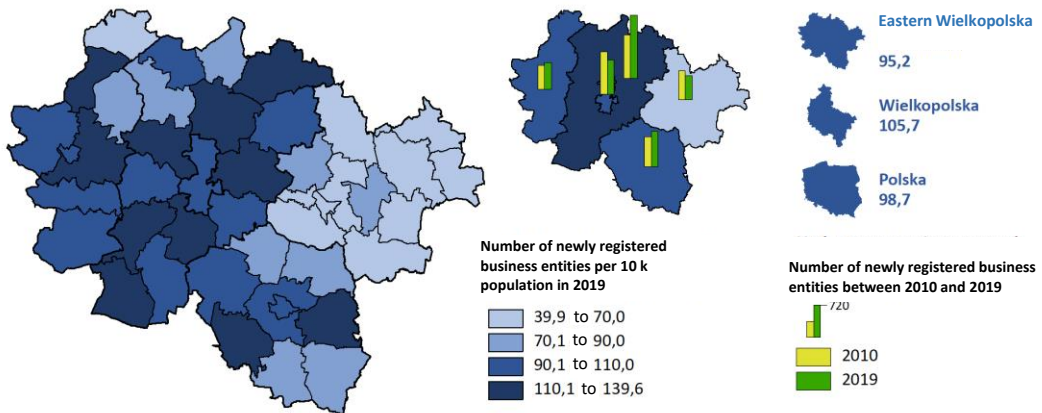 Eastern Wielkopolska
95,2
Wielkopolska
105,7
Polska
98,7
Number of newly registered
business entities per 10 k
population in 2019
39,9 to 70,0
70,1 to 90,0
90,1 to 110,0
110,1 to 139,6
Number of newly registered business
entities between 2010 and 2019
720
2010
2019